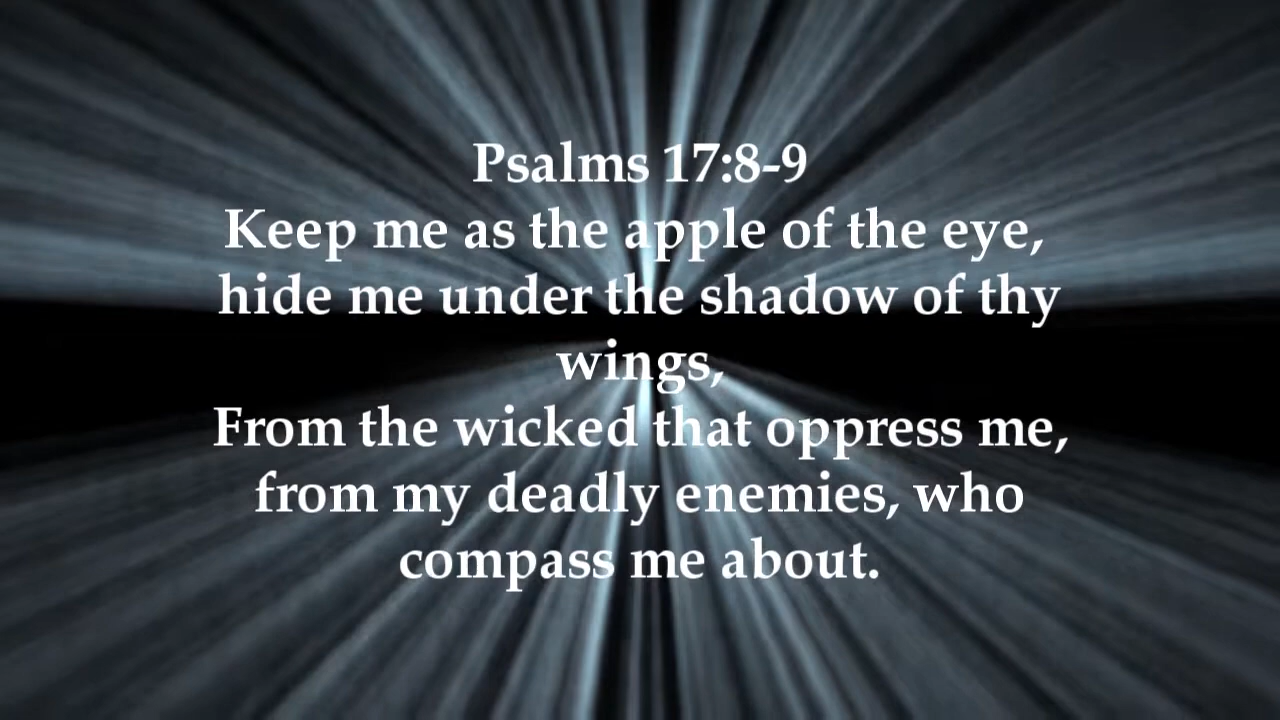 Psalms 17:8-9
Keep me as the apple of the eye,
hide me under the shadow of thy
wings,
From the wicked that oppress me,
from my deadly enemies, who
compass me about.